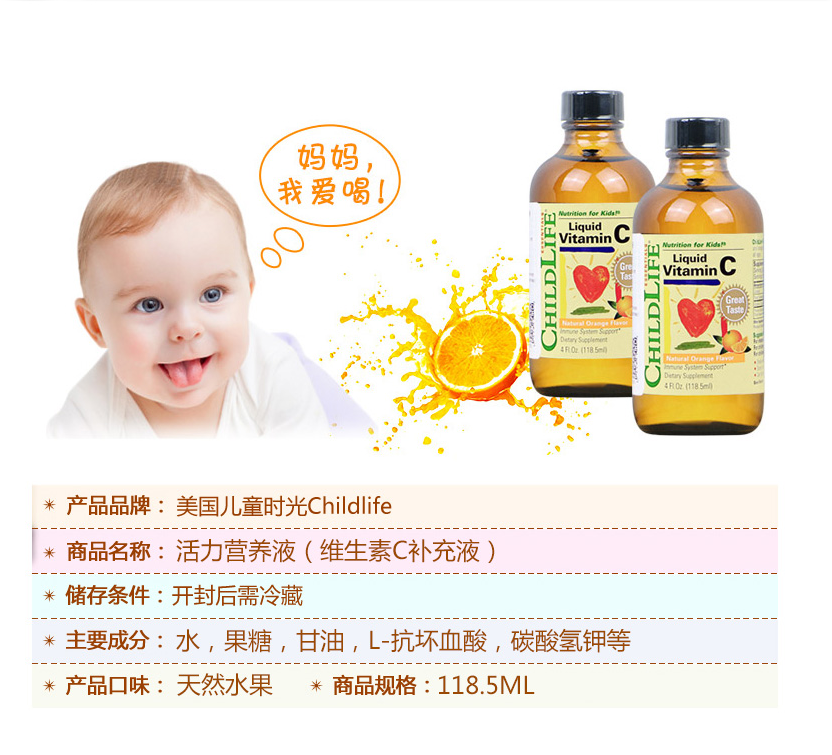 妈妈，
我爱喝！
CHILDLIFE
ESSENTIALS
Nutrition for Kids!
Liquid
Vitamin C
Great
Taste
Natural Orange Flavor
Immune System Support*
Dietary Supplement
4 Fl.Oz. (118.5ml)
CHILDLIFE
Nutrition for Kids!
Liquid
Vitamin C
Great
Taste
Natural Orange Flavor
Immune System Support*
Dietary Supplement
4 Fl.Oz. (118.5ml)
产品品牌：美国儿童时光Childlife
商品名称：活力营养液（维生素C补充液）
储存条件：开封后需冷藏
主要成分：水，果糖，甘油，L-抗坏血酸，碳酸氢钾等
产品口味：天然水果 商品规格：118.5ML